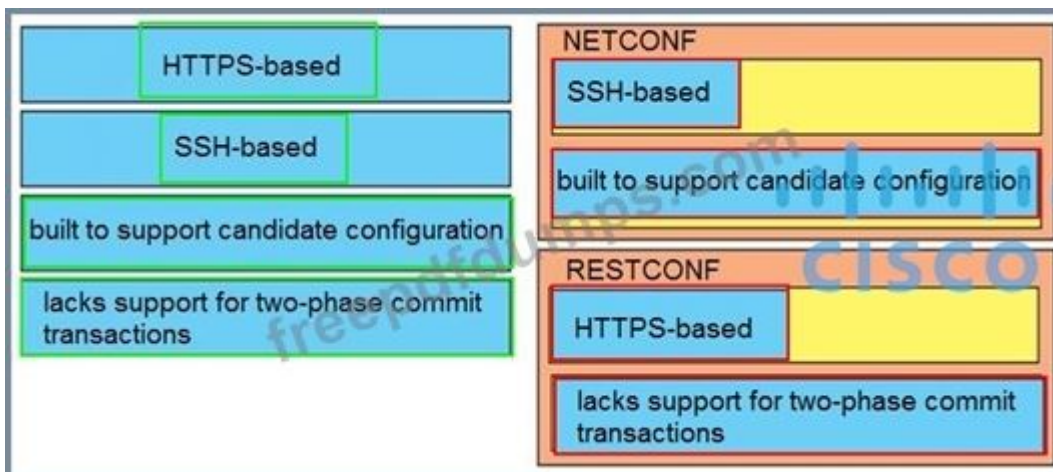 HTTPS-based
SSH-based
built to support candidate configuration
lacks support for two-phase commit
transactions
NETCONF
SSH-based
built to support candidate configuration
RESTCONF
HTTPS-based
lacks support for two-phase commit
transactions
freepdfdumps.com
CISCO